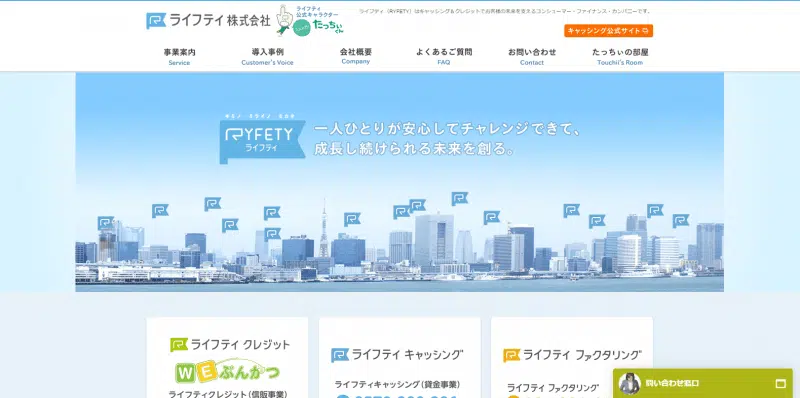 ライフティ 株式会社
ライフティ
公式キャラクター
たっちぃくん
ライフティ（RYFETY）はキャッシング&クレジットでお客様の未来を支えるコンシューマー・ファイナンス・カンパニーです。
キャッシング公式サイト
事業案内 導入事例 会社概要 よくあるご質問 お問い合わせ たっちぃの部屋
Service Customer's Voice Company FAQ Contact Touchii's Room
RYFETY
ライフティ
一人ひとりが安心してチャレンジできて、
成長し続けられる未来を創る。
ライフティ クレジット
WEぶんかつ
ライフティクレジット（信販事業）
ライフティ キャッシング
ライフティキャッシング（貸金事業）
ライフティ ファクタリング
ライフティ ファクタリング
問い合わせ窓口